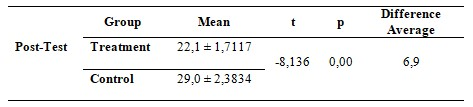 Group Mean t p Difference Average
Post-Test Treatment 22,1 ± 1,7117 -8,136 0,00 6,9
Control 29,0 ± 2,3834